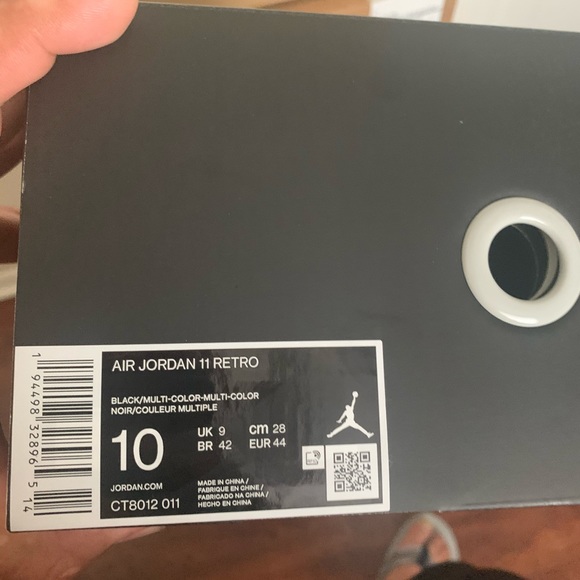 AIR JORDAN 11 RETRO
BLACK/MULTI-COLOR-MULTI-COLOR
NOIR/COULEUR MULTIPLE
10
UK 9 cm 28
BR 42 EUR 44
JORDAN.COM
CT8012 011
MADE IN CHINA /
FABRIQUE EN CHINE /
FABRICADO NA CHINA /
HECHO EN CHINA
1 94498 32896 5 14